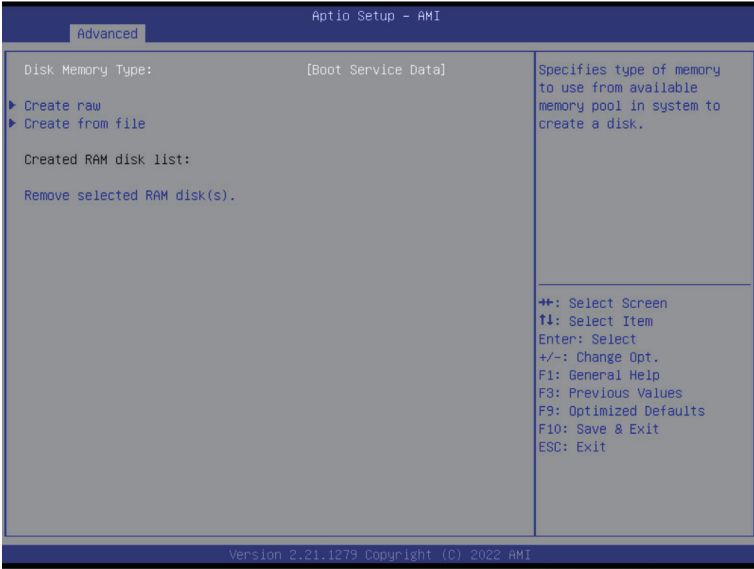 Aptio Setup – AMI
Advanced
Disk Memory Type: [Boot Service Data]
Create raw
Create from file
Created RAM disk list:
Remove selected RAM disk(s).
Specifies type of memory
to use from available
memory pool in system to
create a disk.
→←: Select Screen
↑↓: Select Item
Enter: Select
+/-: Change Opt.
F1: General Help
F3: Previous Values
F9: Optimized Defaults
F10: Save & Exit
ESC: Exit
Version 2.21.1279 Copyright (C) 2022 AMI